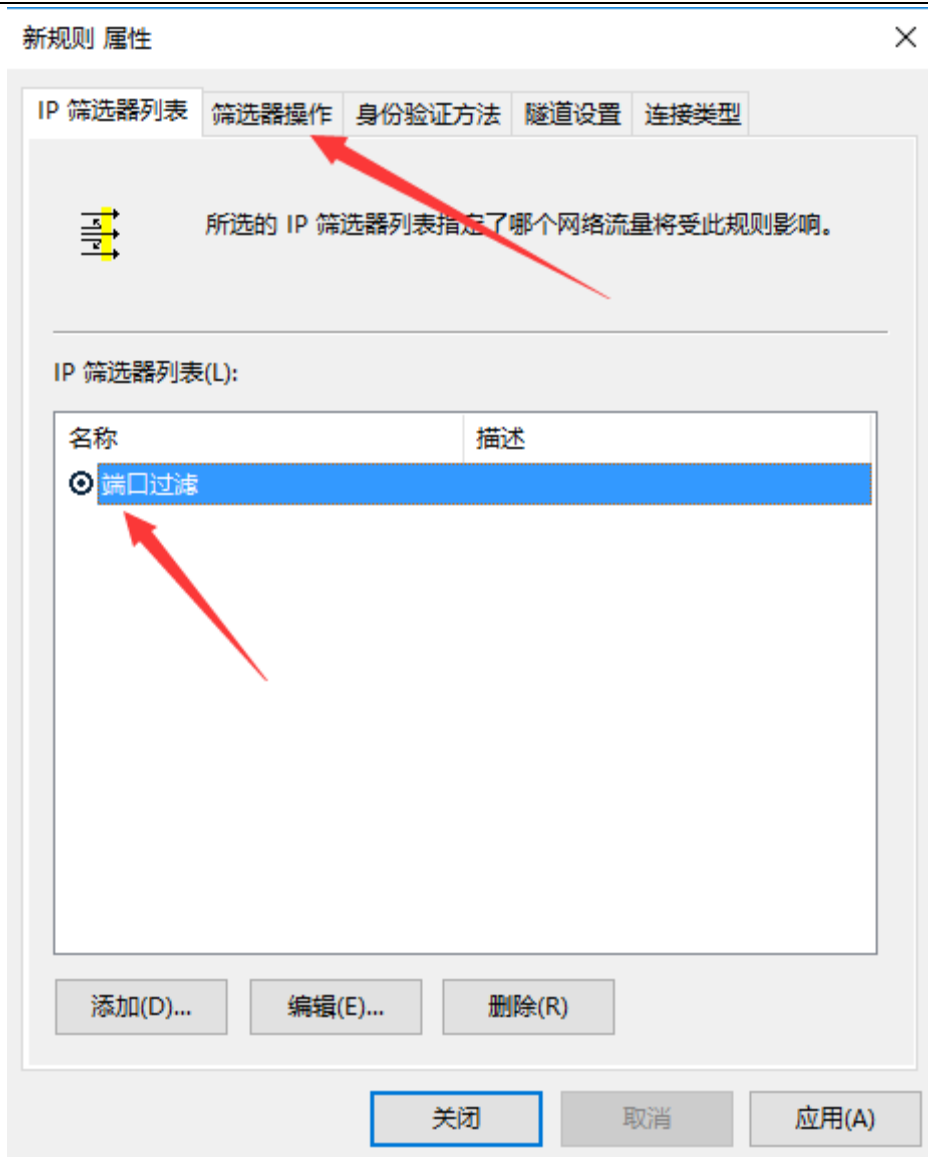 新规则 属性
IP 筛选器列表 筛选器操作 身份验证方法 隧道设置 连接类型
所选的 IP 筛选器列表指定了哪个网络流量将受此规则影响。
IP 筛选器列表(L):
名称 描述
端口过滤
添加(D)... 编辑(E)... 删除(R)
关闭 取消 应用(A)